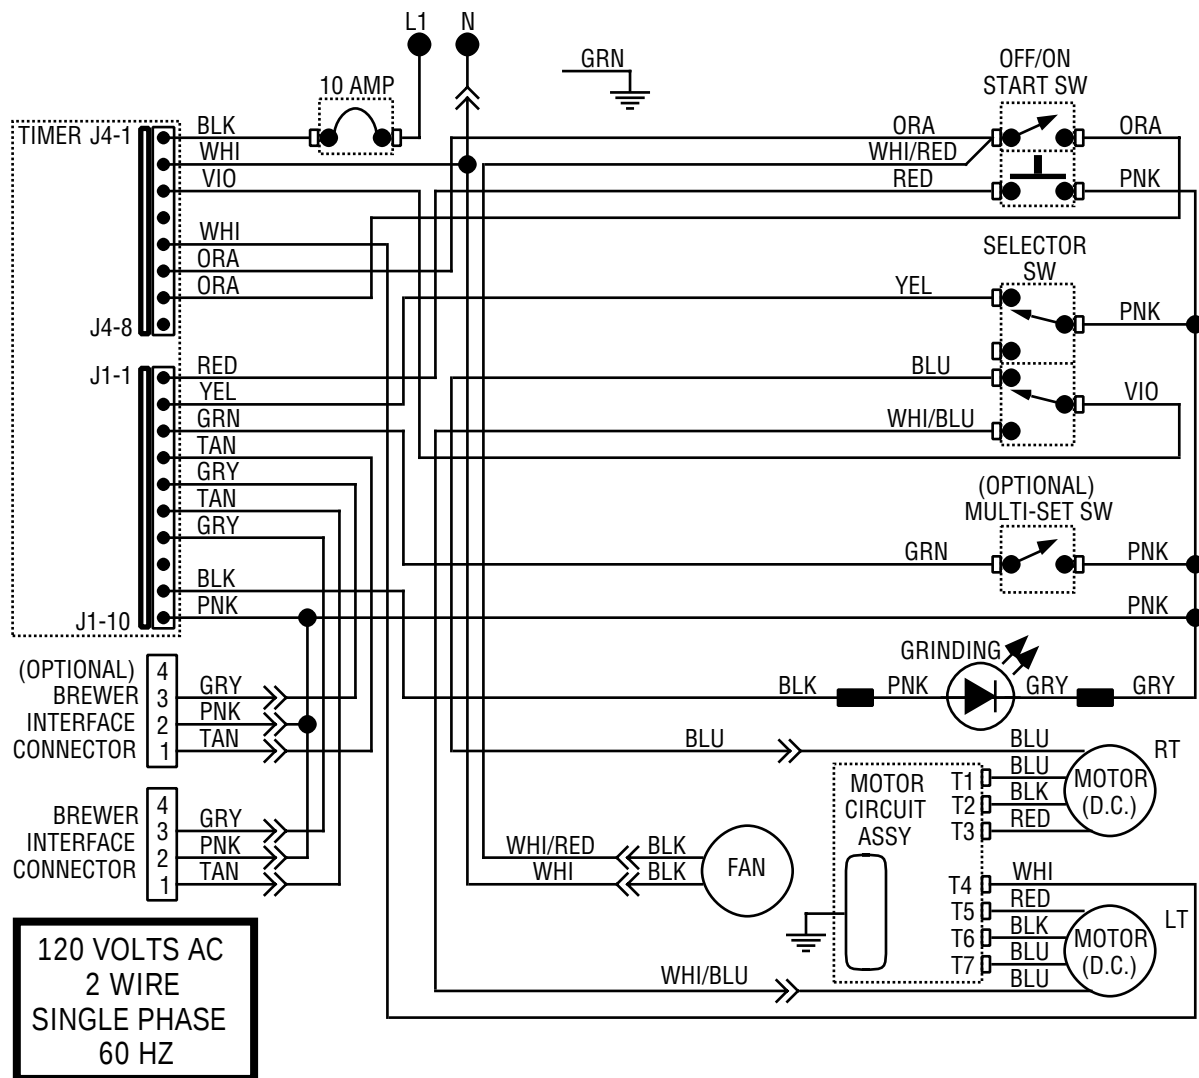 L1 N
GRN
OFF/ON
START SW
10 AMP
TIMER J4-1
BLK
WHI
VIO
WHI
ORA
ORA
J4-8
ORA
WHI/RED
RED
ORA
PNK
SELECTOR
SW
YEL
PNK
BLU
VIO
WHI/BLU
J1-1
RED
YEL
GRN
TAN
GRY
TAN
GRY
BLK
PNK
J1-10
(OPTIONAL)
MULTI-SET SW
GRN
PNK
PNK
GRINDING
BLK
PNK
GRY
GRY
(OPTIONAL)
BREWER
INTERFACE
CONNECTOR
4
3
2
1
GRY
PNK
TAN
BREWER
INTERFACE
CONNECTOR
4
3
2
1
GRY
PNK
TAN
BLU
BLU
RT
MOTOR
CIRCUIT
ASSY
T1
T2
T3
BLU
BLK
RED
MOTOR
(D.C.)
WHI/RED
WHI
BLK
BLK
FAN
T4
T5
T6
T7
WHI
RED
BLK
BLU
BLU
LT
MOTOR
(D.C.)
WHI/BLU
120 VOLTS AC
2 WIRE
SINGLE PHASE
60 HZ